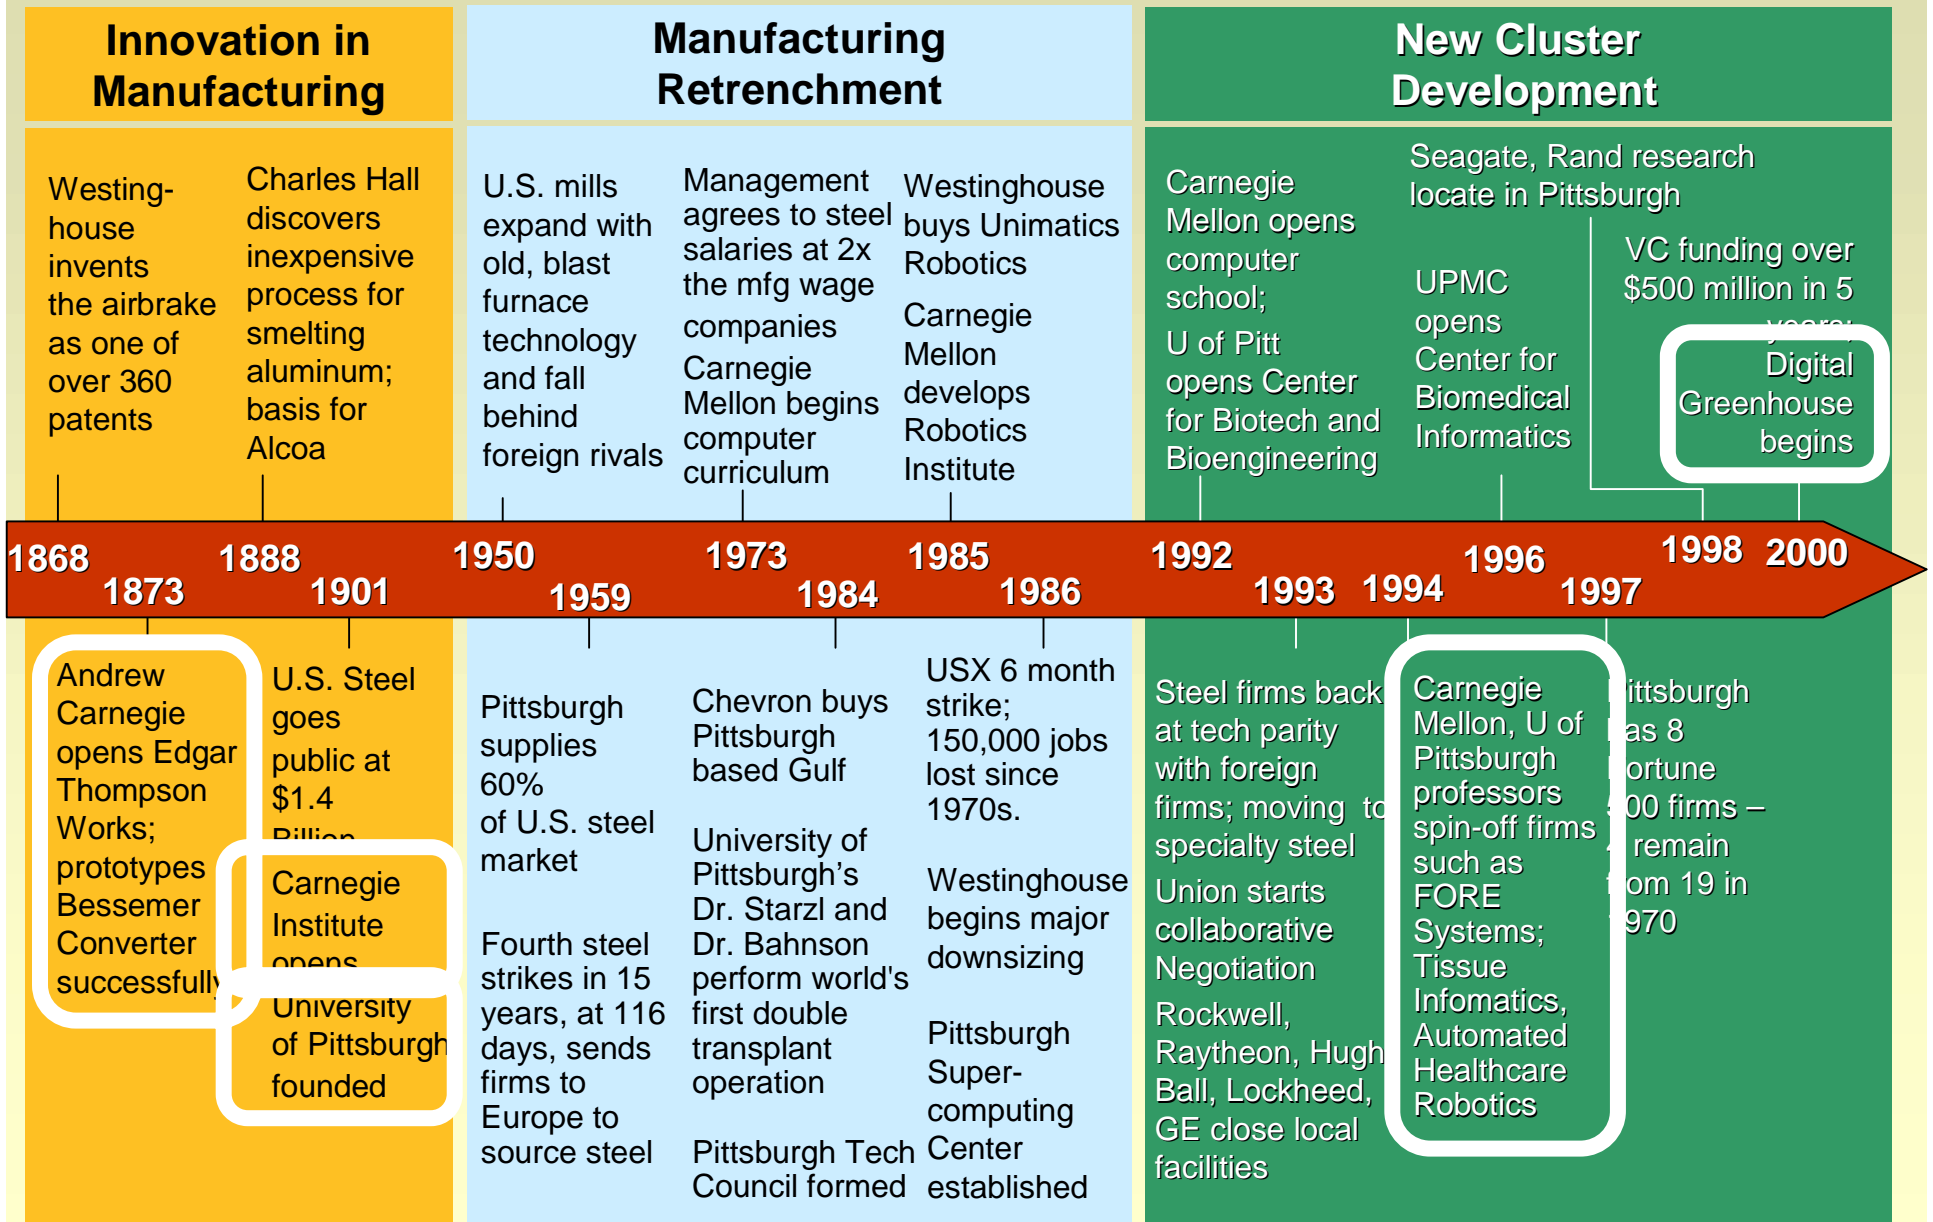 Innovation in
Manufacturing
Manufacturing
Retrenchment
New Cluster
Development
Westing-
house
invents
the airbrake
as one of
over 360
patents
Charles Hall
discovers
inexpensive
process for
smelting
aluminum;
basis for
Alcoa
U.S. mills
expand with
old, blast
furnace
technology
and fall
behind
foreign rivals
Management
agrees to steel
salaries at 2x
the mfg wage
companies
Carnegie
Mellon begins
computer
curriculum
Westinghouse
buys Unimatics
Robotics
Carnegie
Mellon
develops
Robotics
Institute
Carnegie
Mellon opens
computer
school;
U of Pitt
opens Center
for Biotech and
Bioengineering
Seagate, Rand research
locate in Pittsburgh
UPMC
opens
Center for
Biomedical
Informatics
VC funding over
$500 million in 5
years;
Digital
Greenhouse
begins
1868
1873
1888
1901
1950
1959
1973
1984
1985
1986
1992
1993
1994
1996
1997
1998
2000
Andrew
Carnegie
opens Edgar
Thompson
Works;
prototypes
Bessemer
Converter
successfully
U.S. Steel
goes
public at
$1.4
Billion
Carnegie
Institute
opens
University
of Pittsburgh
founded
Pittsburgh
supplies
60%
of U.S. steel
market
Fourth steel
strikes in 15
years, at 116
days, sends
firms to
Europe to
source steel
Chevron buys
Pittsburgh
based Gulf
University of
Pittsburgh's
Dr. Starzl and
Dr. Bahnson
perform world's
first double
transplant
operation
Pittsburgh Tech
Council formed
USX 6 month
strike;
150,000 jobs
lost since
1970s.
Westinghouse
begins major
downsizing
Pittsburgh
Super-
computing
Center
established
Steel firms back
at tech parity
with foreign
firms; moving to
specialty steel
Union starts
collaborative
Negotiation
Rockwell,
Raytheon, Hugh
Ball, Lockheed,
GE close local
facilities
Carnegie
Mellon, U of
Pittsburgh
professors
spin-off firms
such as
FORE
Systems;
Tissue
Infomatics,
Automated
Healthcare
Robotics
Pittsburgh
has 8
Fortune
500 firms –
remain
from 19 in
1970